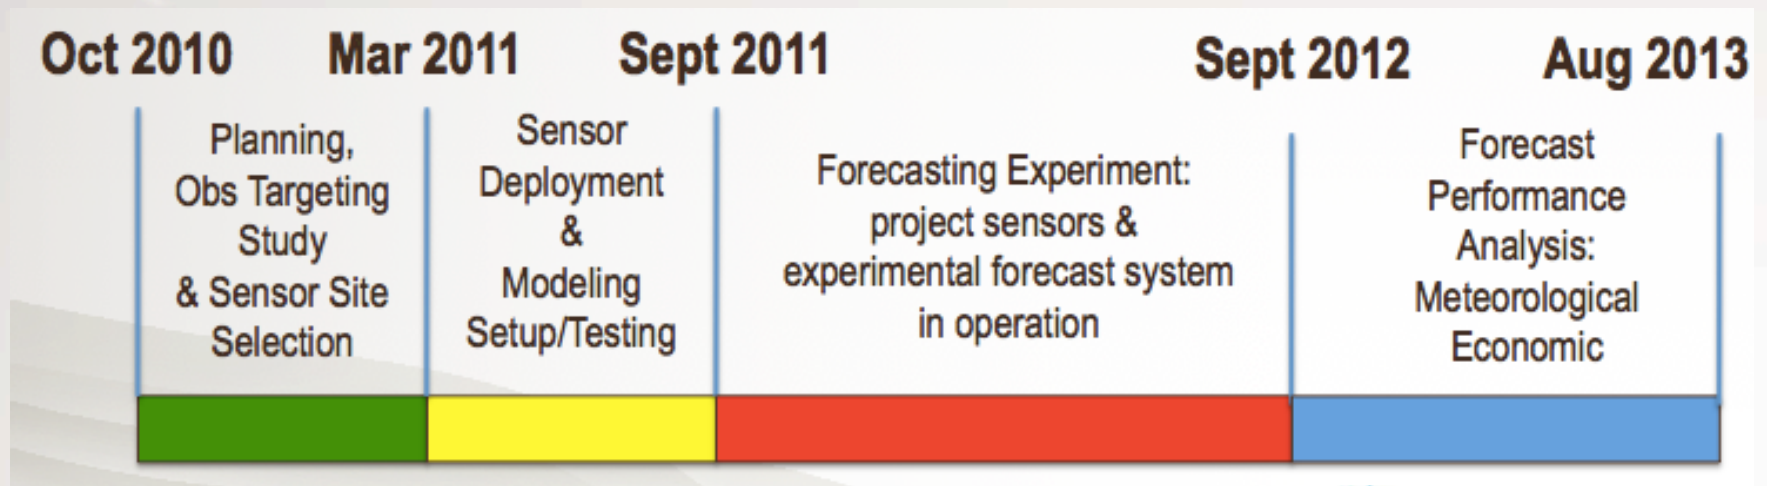 Oct 2010
Mar 2011
Sept 2011
Sept 2012
Aug 2013
Planning,
Obs Targeting
Study
& Sensor Site
Selection
Sensor
Deployment
&
Modeling
Setup/Testing
Forecasting Experiment:
project sensors &
experimental forecast system
in operation
Forecast
Performance
Analysis:
Meteorological
Economic